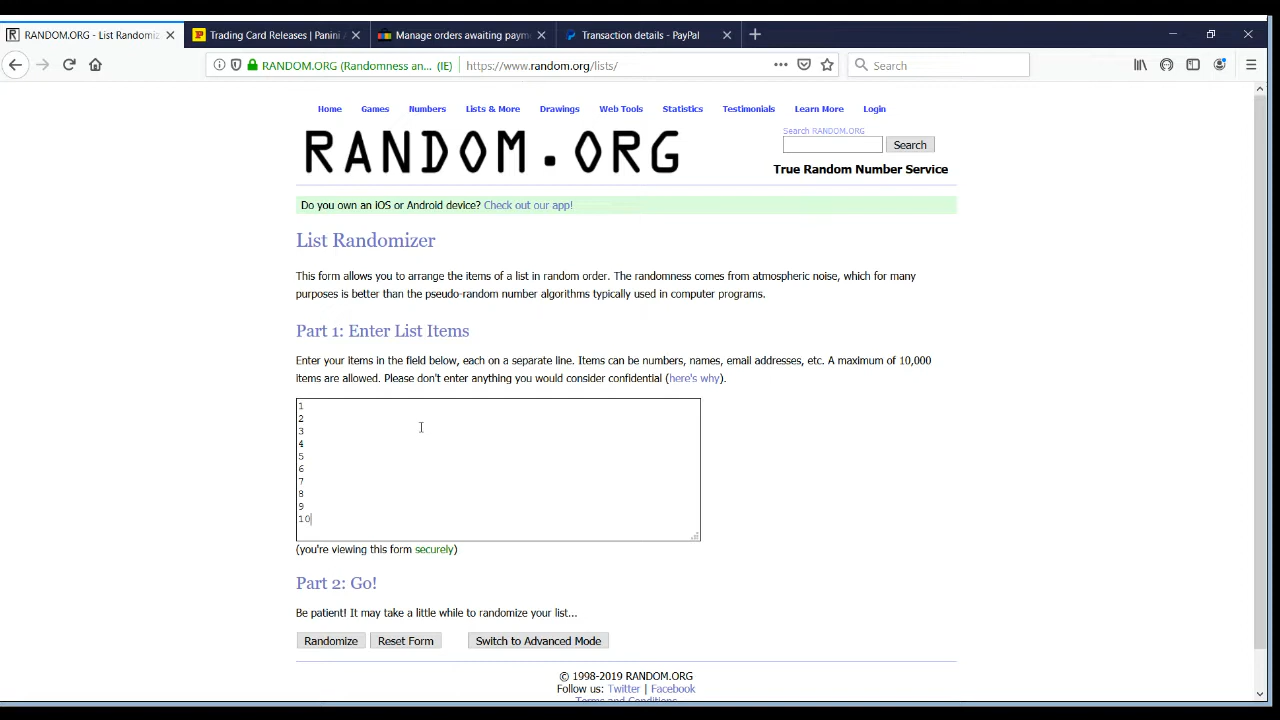 RANDOM.ORG - List Randomiz
Trading Card Releases | Panini A
Manage orders awaiting paym
Transaction details - PayPal
RANDOM.ORG (Randomness an... (IE)
https://www.random.org/lists/
Search
Home Games Numbers Lists & More Drawings Web Tools Statistics Testimonials Learn More Login
RANDOM.ORG
Search RANDOM.ORG
Search
True Random Number Service
Do you own an iOS or Android device? Check out our app!
List Randomizer
This form allows you to arrange the items of a list in random order. The randomness comes from atmospheric noise, which for many
purposes is better than the pseudo-random number algorithms typically used in computer programs.
Part 1: Enter List Items
Enter your items in the field below, each on a separate line. Items can be numbers, names, email addresses, etc. A maximum of 10,000
items are allowed. Please don't enter anything you would consider confidential (here's why).
1
2
3
4
5
6
7
8
9
10
(you're viewing this form securely)
Part 2: Go!
Be patient! It may take a little while to randomize your list...
Randomize Reset Form Switch to Advanced Mode
© 1998-2019 RANDOM.ORG
Follow us: Twitter | Facebook
Terms and Conditions